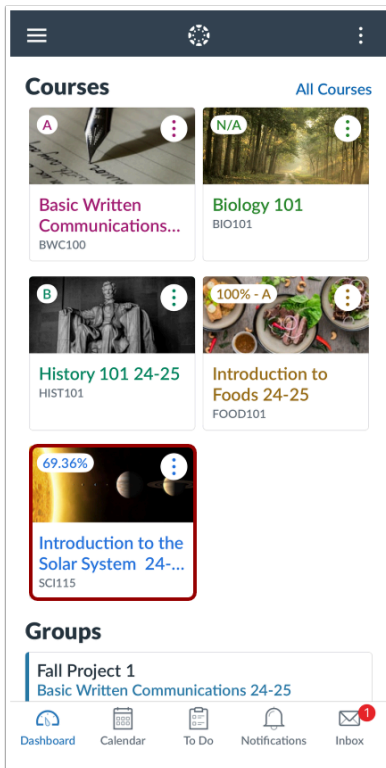 Courses
All Courses
A
N/A
Basic Written
Communications...
BWC100
Biology 101
BIO101
B
100% - A
History 101 24-25
HIST101
Introduction to
Foods 24-25
FOOD101
69.36%
Introduction to the
Solar System 24-...
SCI115
Groups
Fall Project 1
Basic Written Communications 24-25
1
Dashboard
Calendar
To Do
Notifications
Inbox